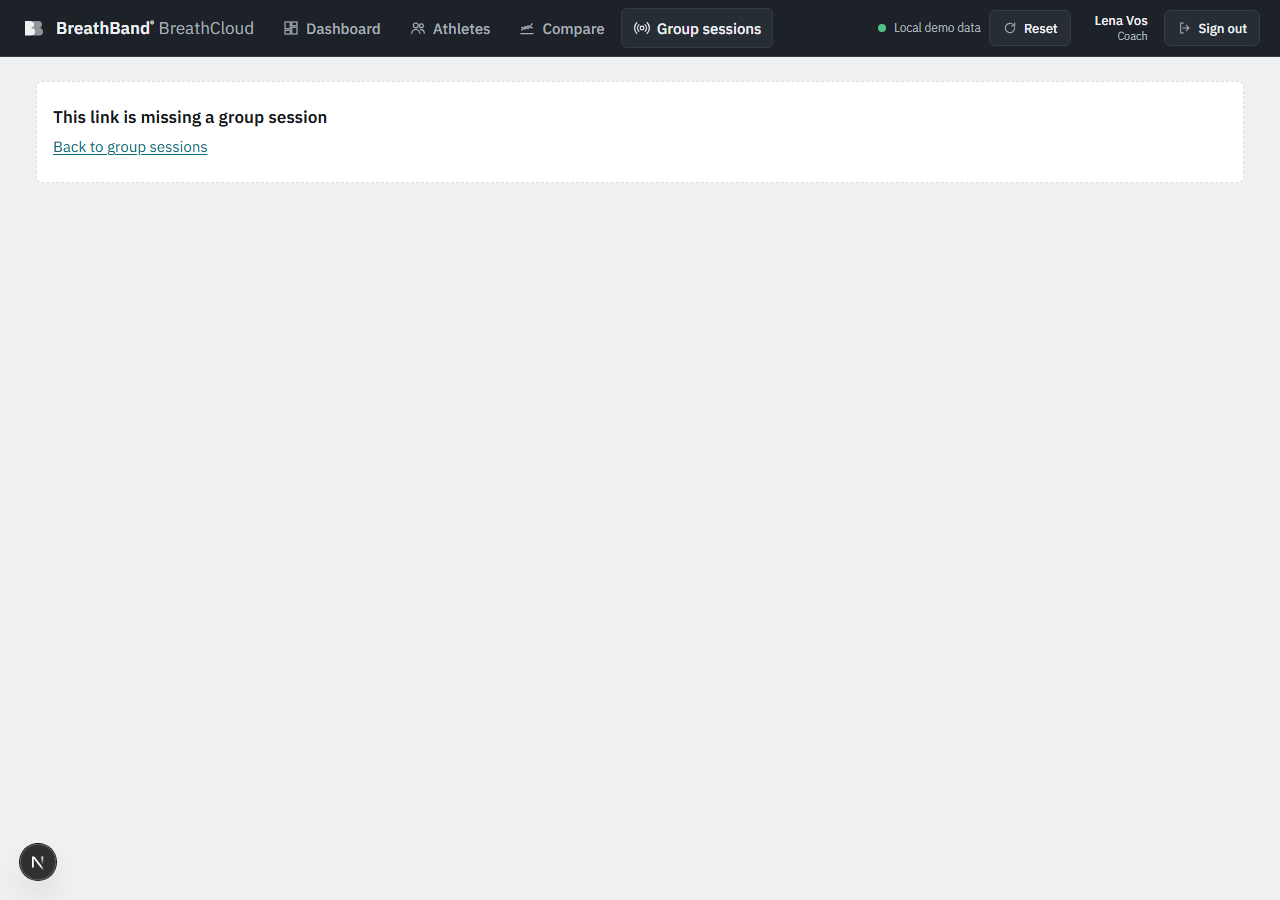 BreathBand® BreathCloud
Dashboard
Athletes
Compare
Group sessions
Local demo data
Reset
Lena Vos
Coach
Sign out
This link is missing a group session
Back to group sessions
N